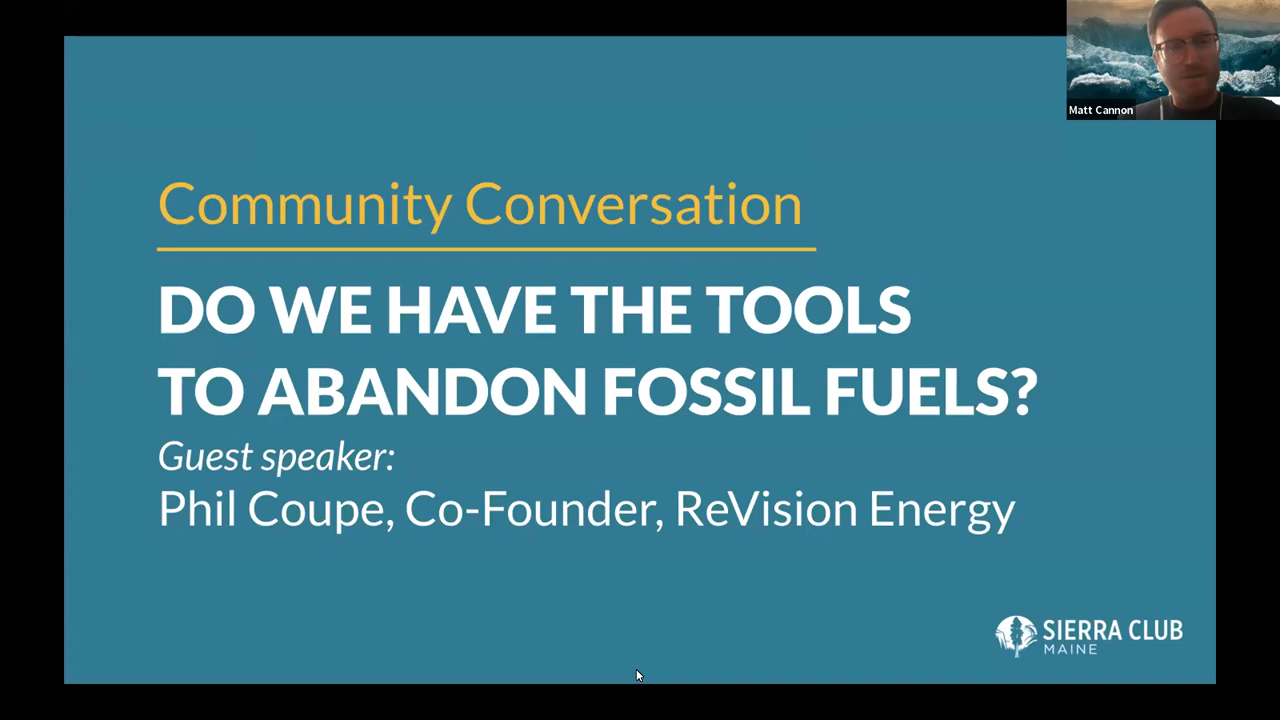 Matt Cannon
Community Conversation
DO WE HAVE THE TOOLS
TO ABANDON FOSSIL FUELS?
Guest speaker:
Phil Coupe, Co-Founder, ReVision Energy
SIERRA CLUB
MAINE